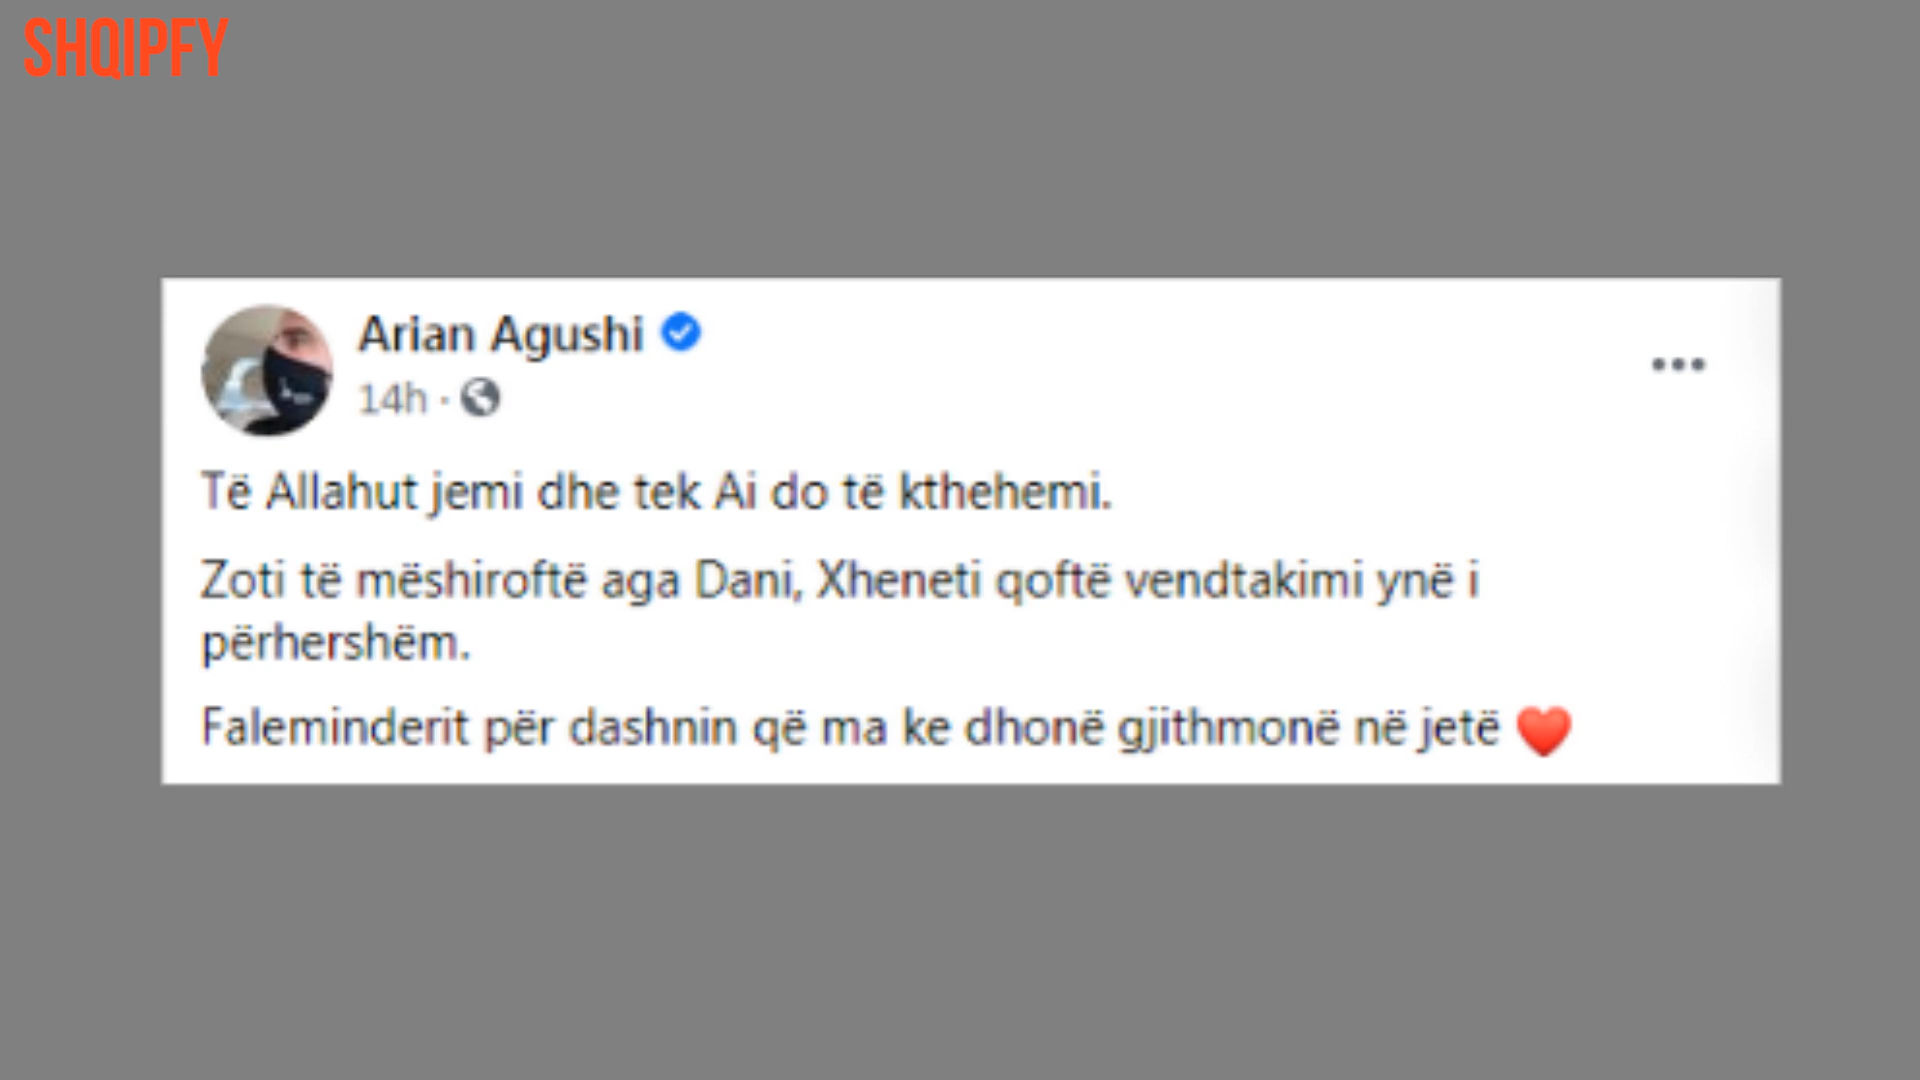 SHQIPFY
Arian Agushi
14h ·
Të Allahut jemi dhe tek Ai do të kthehemi.
Zoti të mëshiroftë aga Dani, Xheneti qoftë vendtakimi ynë i
përhershëm.
Faleminderit për dashnin që ma ke dhonë gjithmonë në jetë ❤️